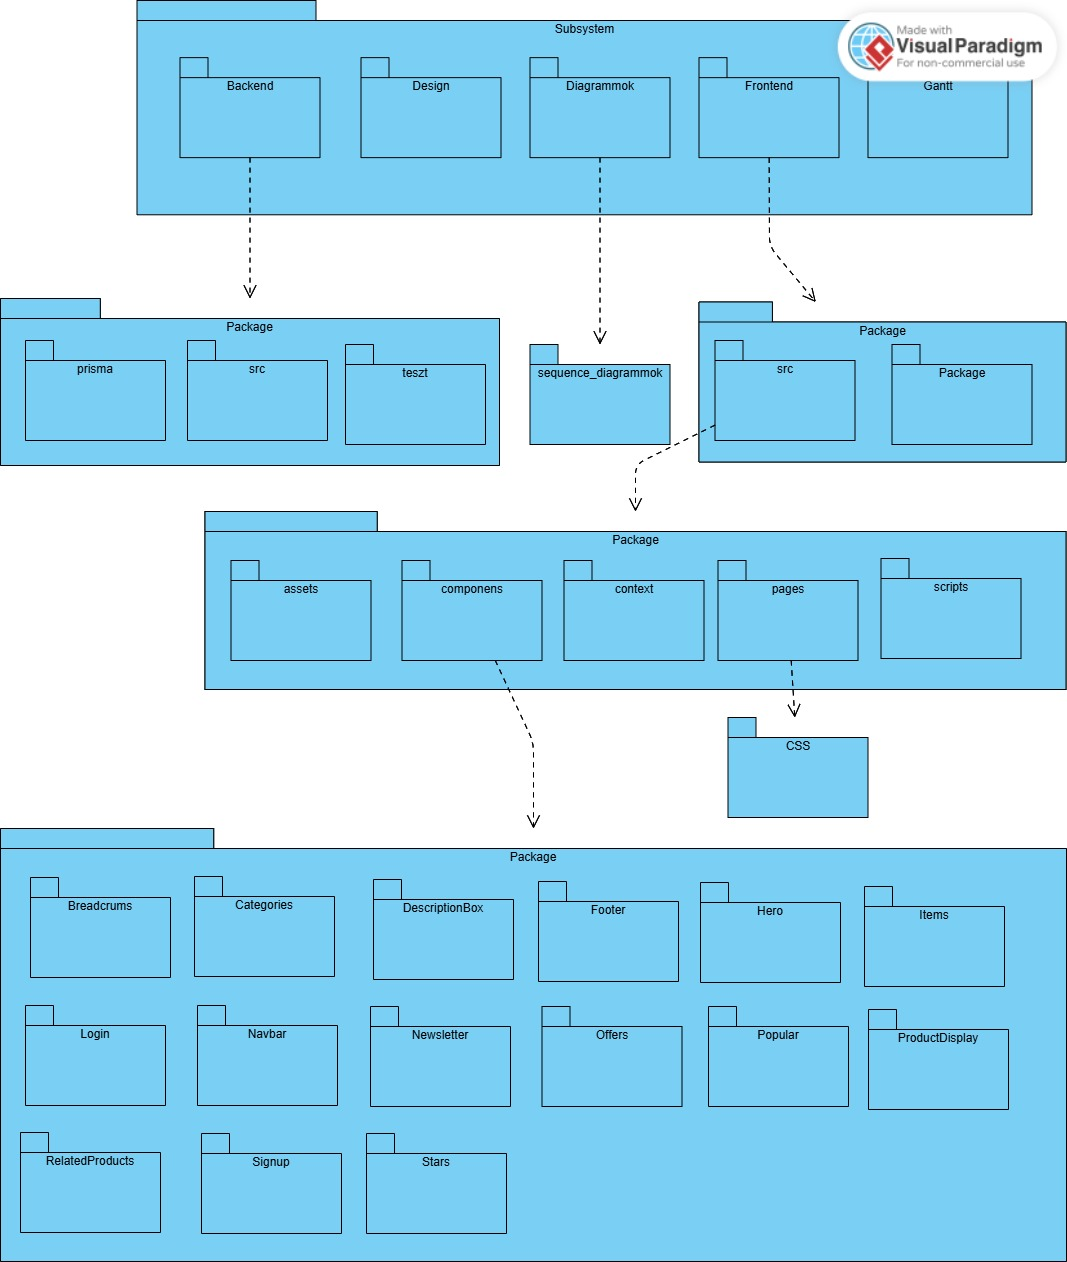 Subsystem
Made with
VisualParadigm
For non-commercial use
Backend
Design
Diagrammok
Frontend
Gantt
Package
prisma
src
teszt
sequence_diagrammok
Package
src
Package
Package
assets
componens
context
pages
scripts
CSS
Package
Breadcrums
Categories
DescriptionBox
Footer
Hero
Items
Login
Navbar
Newsletter
Offers
Popular
ProductDisplay
RelatedProducts
Signup
Stars